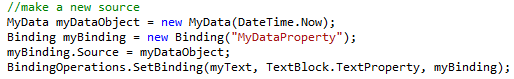 //make a new source
MyData myDataObject = new MyData(DateTime.Now);
Binding myBinding = new Binding("MyDataProperty");
myBinding.Source = myDataObject;
BindingOperations.SetBinding(myText, TextBlock.TextProperty, myBinding);